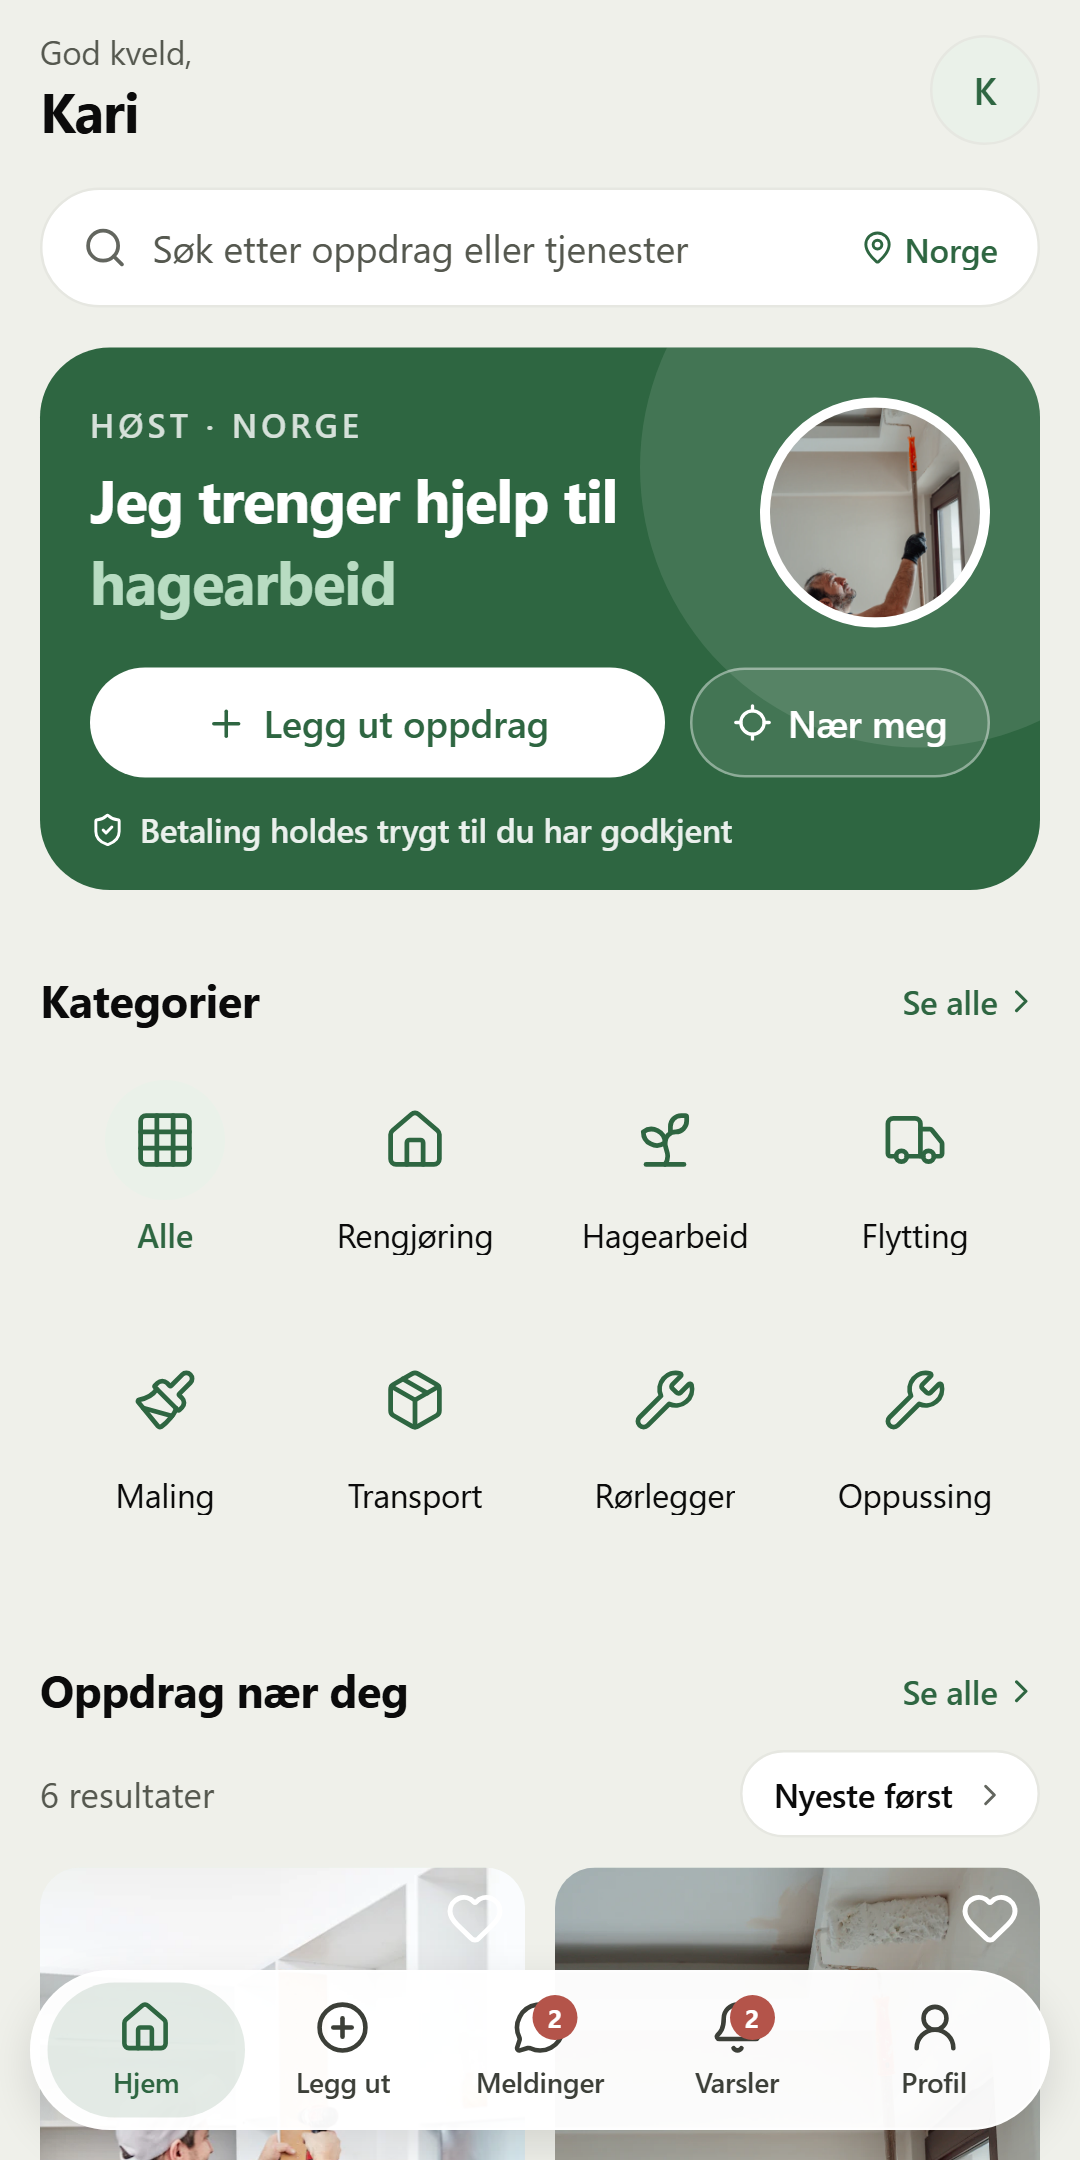 God kveld,
Kari
K
Søk etter oppdrag eller tjenester
Norge
HØST · NORGE
Jeg trenger hjelp til
hagearbeid
Legg ut oppdrag
Nær meg
Betaling holdes trygt til du har godkjent
Kategorier
Se alle
Alle
Rengjøring
Hagearbeid
Flytting
Maling
Transport
Rørlegger
Oppussing
Oppdrag nær deg
Se alle
6 resultater
Nyeste først
2
2
Hjem
Legg ut
Meldinger
Varsler
Profil